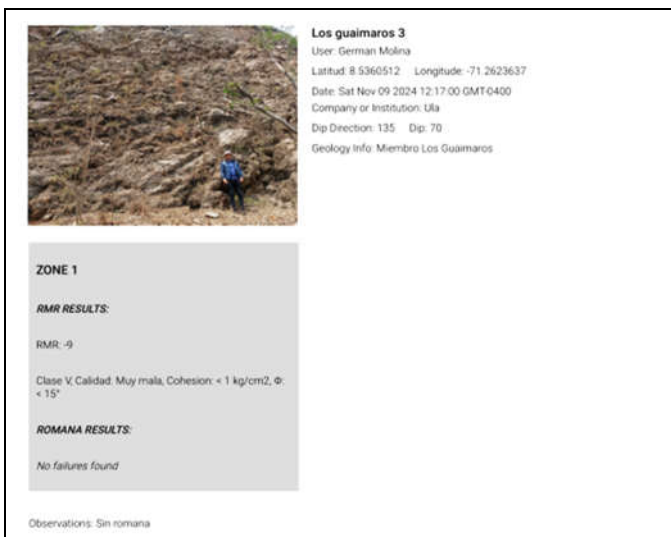 Los guaimaros 3
User: German Molina
Latitud: 8.5360512 Longitude: -71.2623637
Date: Sat Nov 09 2024 12:17:00 GMT-0400
Company or Institution: Ula
Dip Direction: 135 Dip: 70
Geology Info: Miembro Los Guaimaros
ZONE 1
RMR RESULTS:
RMR: -9
Clase V, Calidad: Muy mala, Cohesion: < 1 kg/cm2, Φ:
< 15°
ROMANA RESULTS:
No failures found
Observations: Sin romana